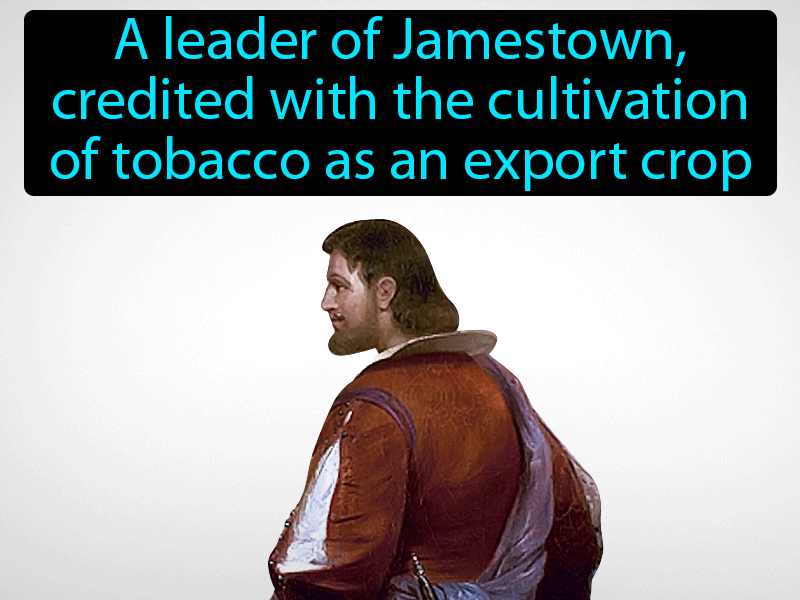 A leader of Jamestown,
credited with the cultivation
of tobacco as an export crop